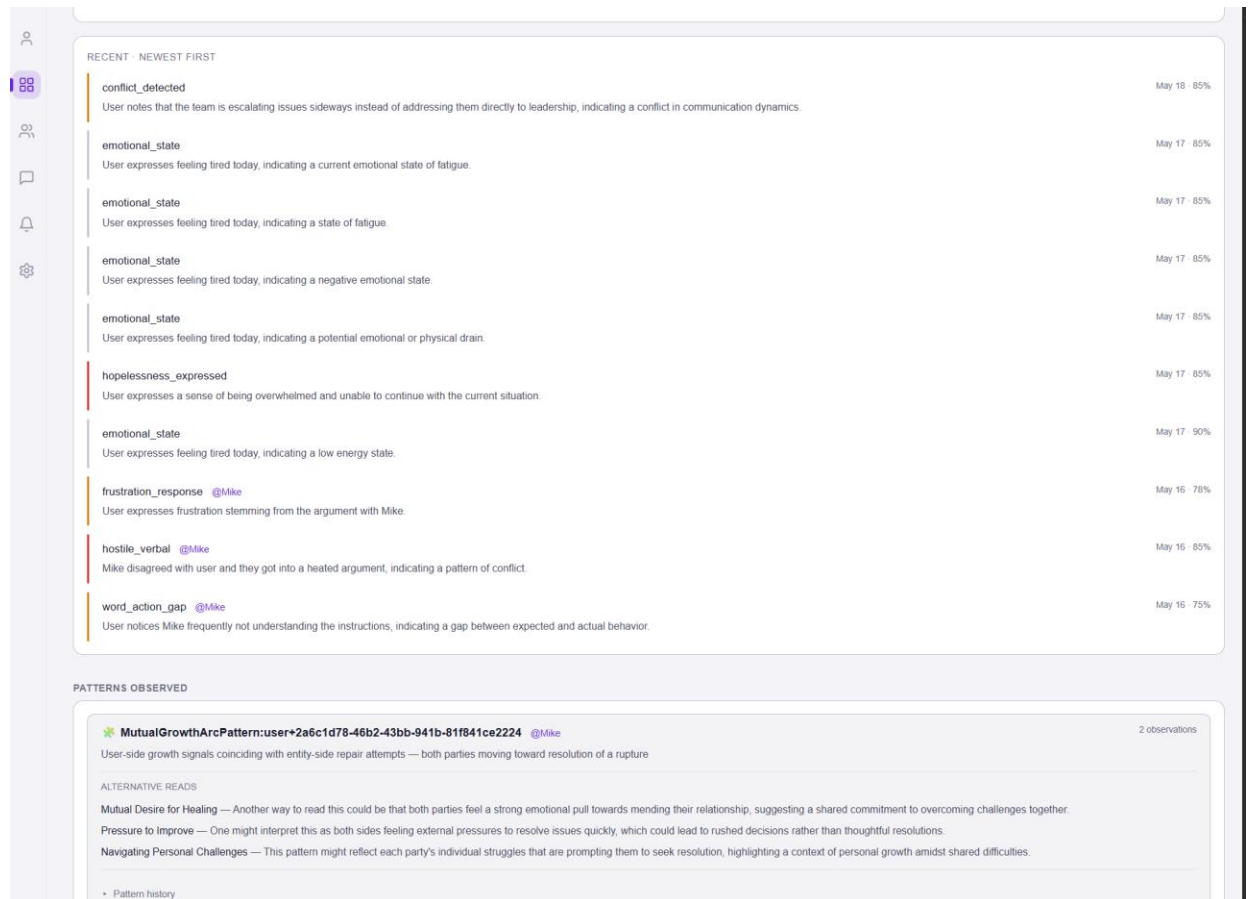 RECENT · NEWEST FIRST
conflict_detected
May 18 · 85%
User notes that the team is escalating issues sideways instead of addressing them directly to leadership, indicating a conflict in communication dynamics.
emotional_state
May 17 · 85%
User expresses feeling tired today, indicating a current emotional state of fatigue.
emotional_state
May 17 · 85%
User expresses feeling tired today, indicating a state of fatigue.
emotional_state
May 17 · 85%
User expresses feeling tired today, indicating a negative emotional state.
emotional_state
May 17 · 85%
User expresses feeling tired today, indicating a potential emotional or physical drain.
hopelessness_expressed
May 17 · 85%
User expresses a sense of being overwhelmed and unable to continue with the current situation.
emotional_state
May 17 · 90%
User expresses feeling tired today, indicating a low energy state.
frustration_response @Mike
May 16 · 78%
User expresses frustration stemming from the argument with Mike.
hostile_verbal @Mike
May 16 · 85%
Mike disagreed with user and they got into a heated argument, indicating a pattern of conflict.
word_action_gap @Mike
May 16 · 75%
User notices Mike frequently not understanding the instructions, indicating a gap between expected and actual behavior.
PATTERNS OBSERVED
MutualGrowthArcPattern:user+2a6c1d78-46b2-43bb-941b-81f841ce2224 @Mike
2 observations
User-side growth signals coinciding with entity-side repair attempts — both parties moving toward resolution of a rupture
ALTERNATIVE READS
Mutual Desire for Healing — Another way to read this could be that both parties feel a strong emotional pull towards mending their relationship, suggesting a shared commitment to overcoming challenges together.
Pressure to Improve — One might interpret this as both sides feeling external pressures to resolve issues quickly, which could lead to rushed decisions rather than thoughtful resolutions.
Navigating Personal Challenges — This pattern might reflect each party's individual struggles that are prompting them to seek resolution, highlighting a context of personal growth amidst shared difficulties.
Pattern history